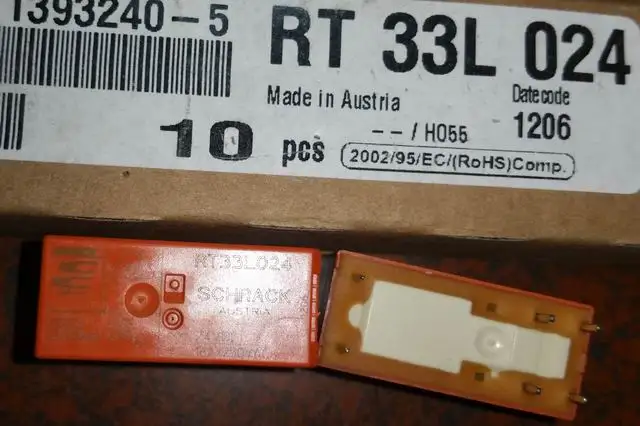 1393240-5
RT 33L 024
Made in Austria
Datecode
-- / H055
1206
10 pcs
2002/95/EC/(RoHS)Comp.
RT33L024
SCHRACK
AUSTRIA